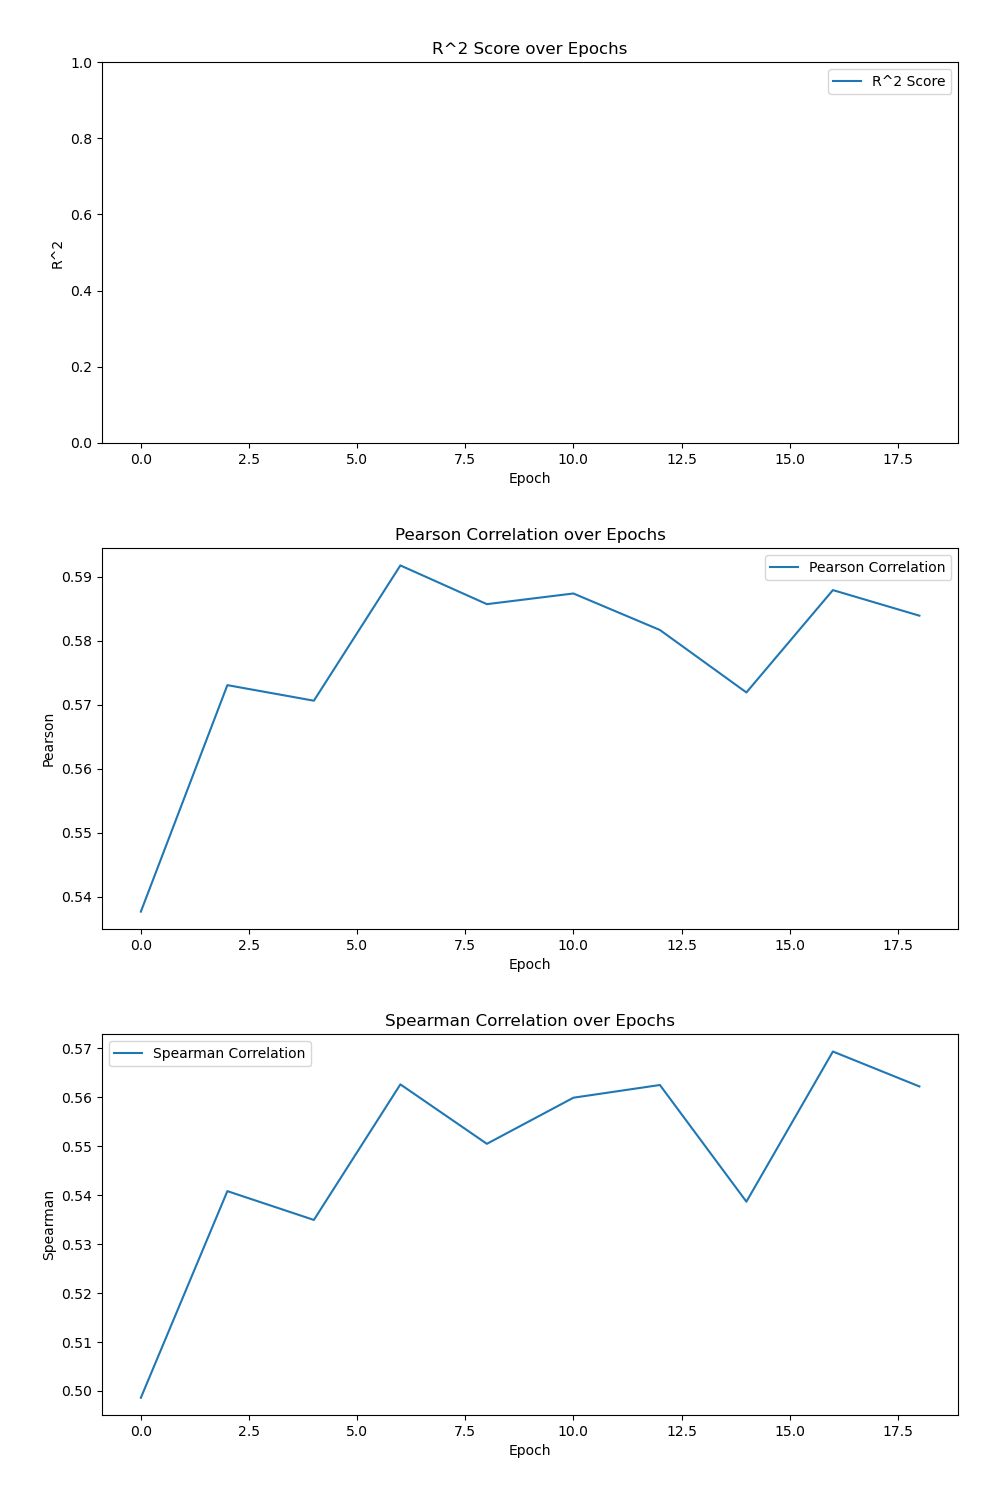 R^2 Score over Epochs
1.0
R^2 Score
0.8
0.6
R^2
0.4
0.2
0.0
0.0 2.5 5.0 7.5 10.0 12.5 15.0 17.5
Epoch
Pearson Correlation over Epochs
Pearson Correlation
0.59
0.58
0.57
Pearson
0.56
0.55
0.54
0.0 2.5 5.0 7.5 10.0 12.5 15.0 17.5
Epoch
Spearman Correlation over Epochs
0.57
Spearman Correlation
0.56
0.55
0.54
Spearman
0.53
0.52
0.51
0.50
0.0 2.5 5.0 7.5 10.0 12.5 15.0 17.5
Epoch